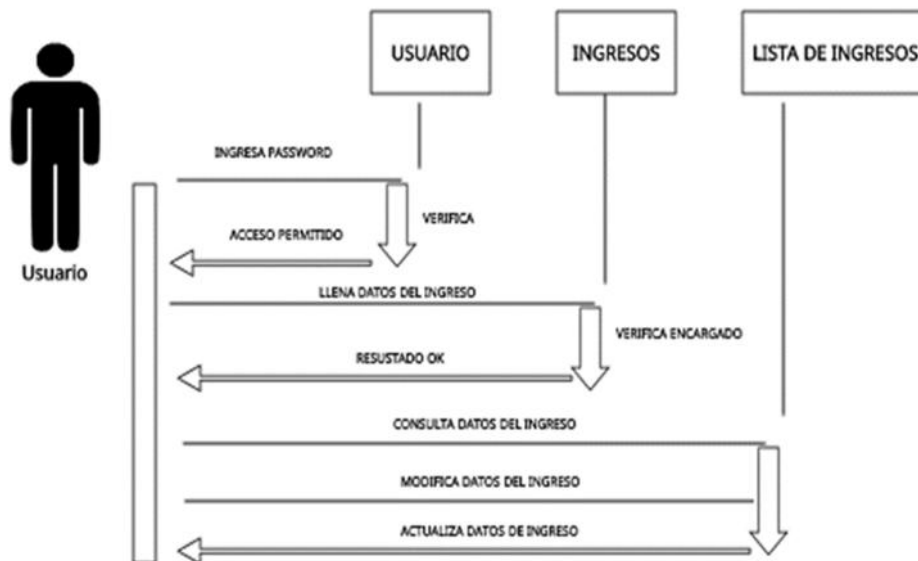 USUARIO
INGRESOS
LISTA DE INGRESOS
INGRESA PASSWORD
VERIFICA
ACCESO PERMITIDO
Usuario
LLENA DATOS DEL INGRESO
VERIFICA ENCARGADO
RESUSTADO OK
CONSULTA DATOS DEL INGRESO
MODIFICA DATOS DEL INGRESO
ACTUALIZA DATOS DE INGRESO